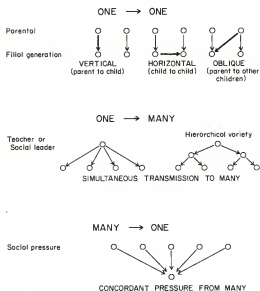 ONE → ONE
Parental
Filial generation
VERTICAL
(parent to child)
HORIZONTAL
(child to child)
OBLIQUE
(parent to other
children)
ONE → MANY
Teacher or
Social leader
Hierarchical variety
SIMULTANEOUS TRANSMISSION TO MANY
MANY → ONE
Social pressure
CONCORDANT PRESSURE FROM MANY